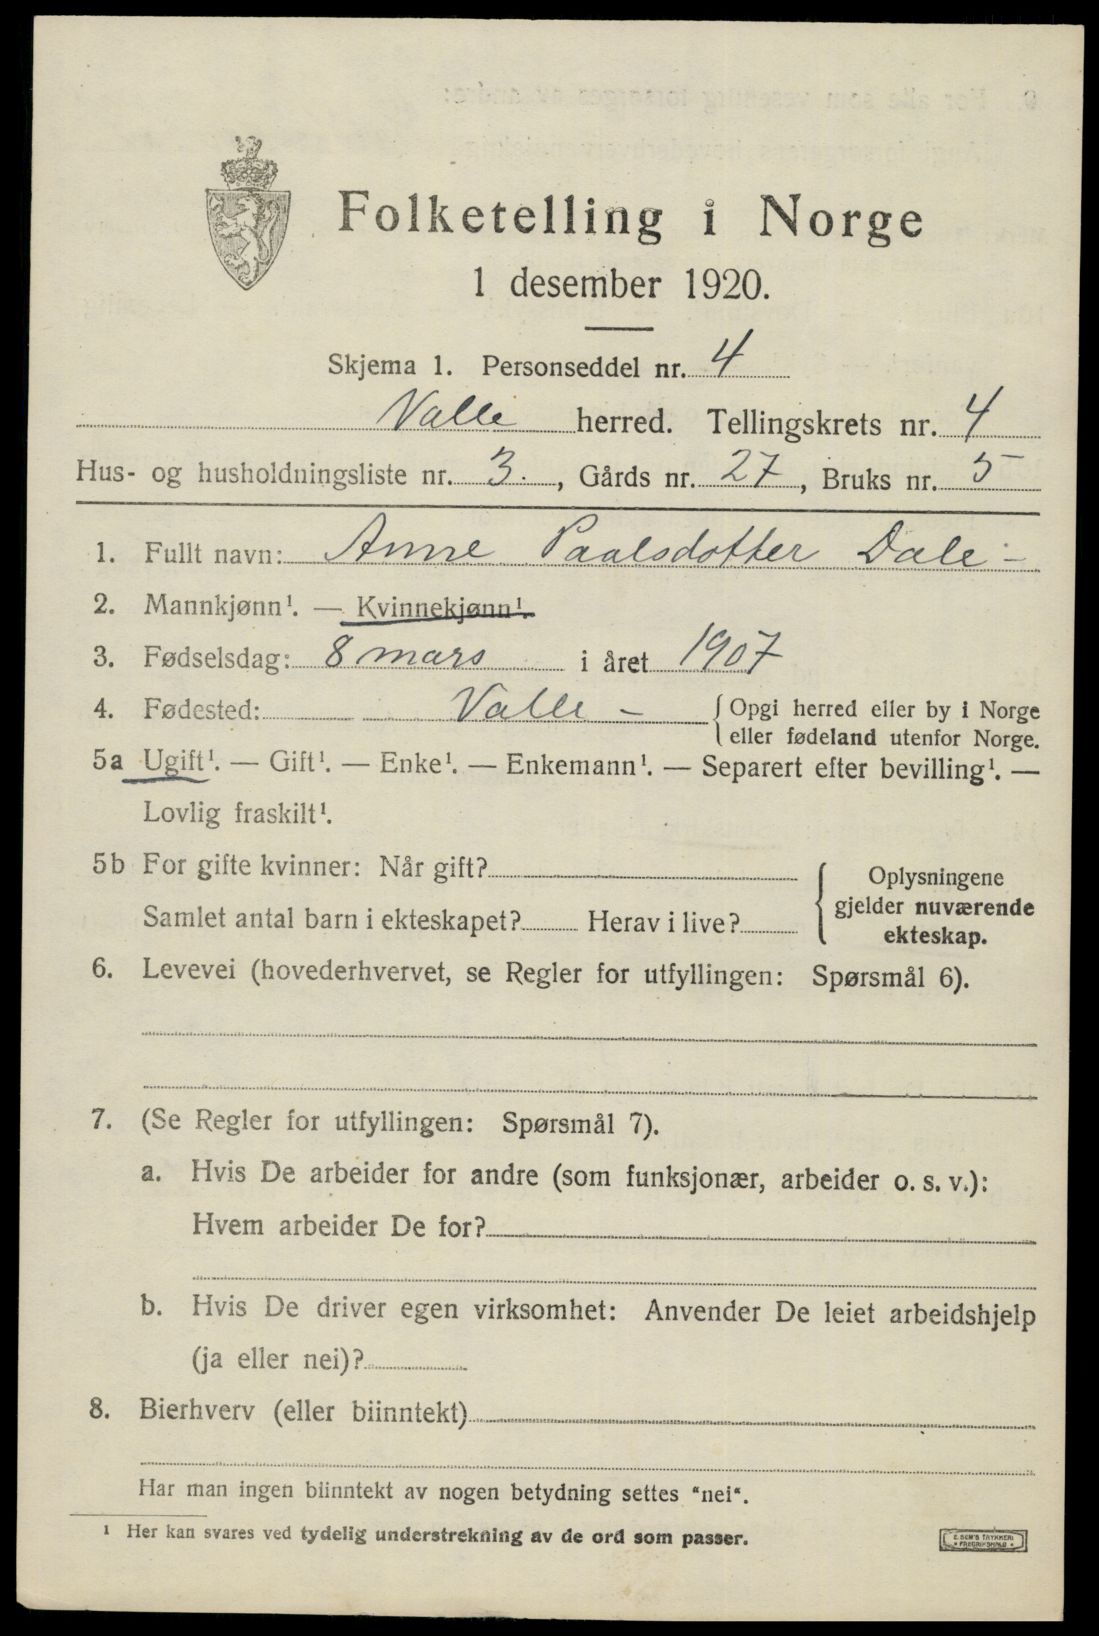 Folketelling i Norge
1 desember 1920.
Skjema 1. Personseddel nr. 4
Valle herred. Tellingskrets nr. 4
Hus- og husholdningsliste nr. 3., Gårds nr. 27, Bruks nr. 5
1. Fullt navn: Anne Paalsdotter Dale -
2. Mannkjønn¹. — Kvinnekjønn¹.
3. Fødselsdag: 8 mars i året 1907
4. Fødested: Valle - { Opgi herred eller by i Norge
eller fødeland utenfor Norge.
5a Ugift¹. — Gift¹. — Enke¹. — Enkemann¹. — Separert efter bevilling¹. —
Lovlig fraskilt¹.
5b For gifte kvinner: Når gift?
Samlet antal barn i ekteskapet? Herav i live?
Oplysningene
gjelder nuværende
ekteskap.
6. Levevei (hovederhvervet, se Regler for utfyllingen: Spørsmål 6).
7. (Se Regler for utfyllingen: Spørsmål 7).
a. Hvis De arbeider for andre (som funksjonær, arbeider o. s. v.):
Hvem arbeider De for?
b. Hvis De driver egen virksomhet: Anvender De leiet arbeidshjelp
(ja eller nei)?
8. Bierhverv (eller biinntekt)
Har man ingen biinntekt av nogen betydning settes "nei".
¹ Her kan svares ved tydelig understrekning av de ord som passer.
E. SEM'S TRYKKERI
FREDRIKSHALD